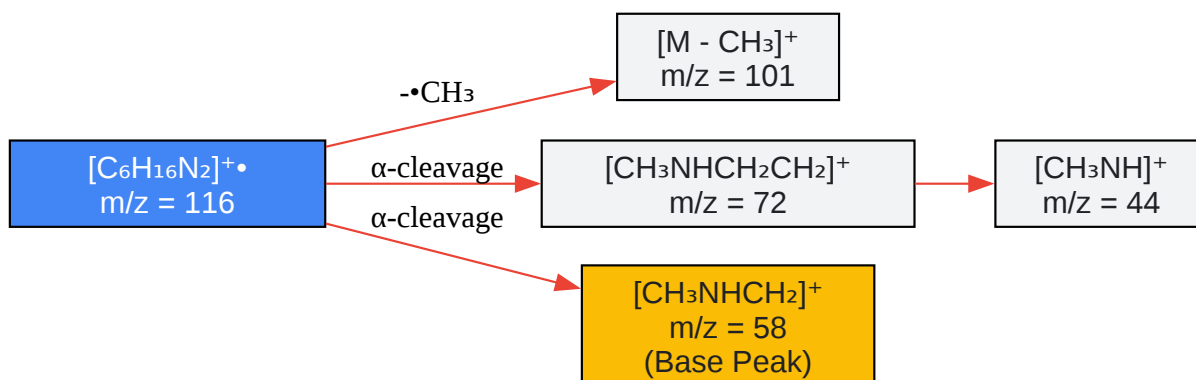 [M - CH₃]⁺
m/z = 101
-•CH₃
[C₆H₁₆N₂]⁺•
m/z = 116
α-cleavage
[CH₃NHCH₂CH₂]⁺
m/z = 72
[CH₃NH]⁺
m/z = 44
α-cleavage
[CH₃NHCH₂]⁺
m/z = 58
(Base Peak)